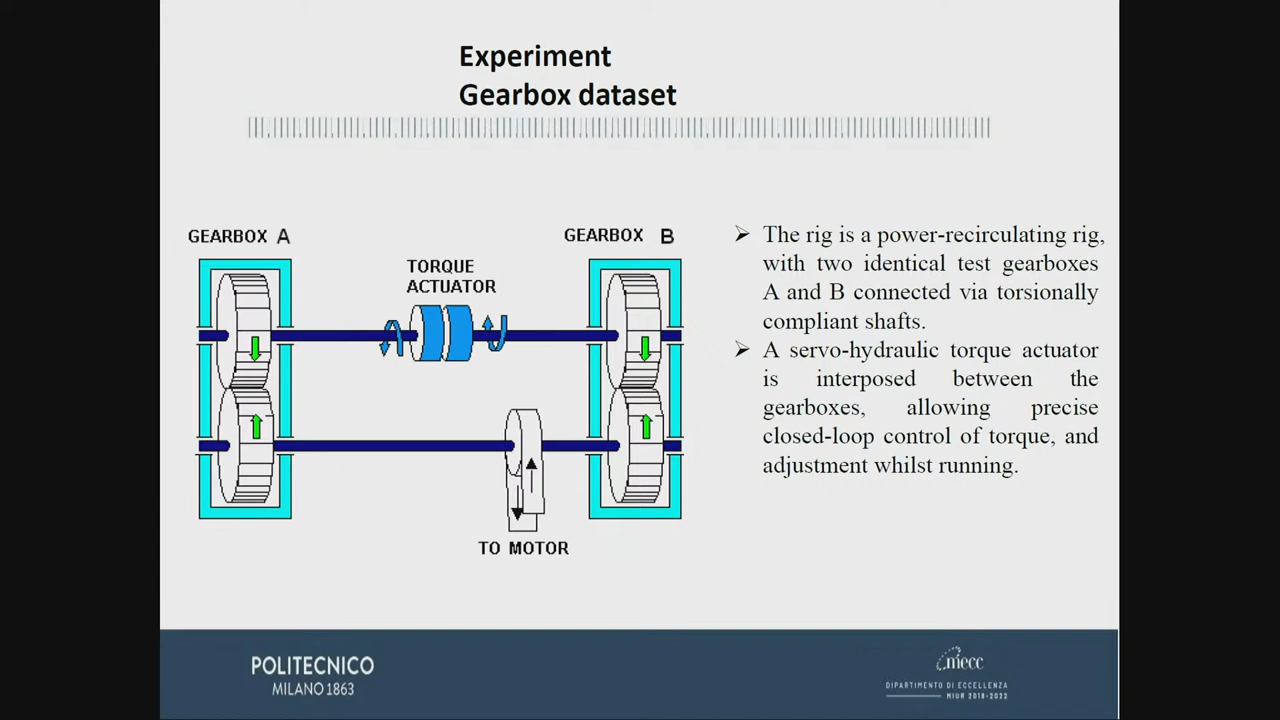 Experiment
Gearbox dataset
GEARBOX A
GEARBOX B
TORQUE
ACTUATOR
TO MOTOR
➢ The rig is a power-recirculating rig,
with two identical test gearboxes
A and B connected via torsionally
compliant shafts.
➢ A servo-hydraulic torque actuator
is interposed between the
gearboxes, allowing precise
closed-loop control of torque, and
adjustment whilst running.
POLITECNICO
MILANO 1863
mecc
DIPARTIMENTO DI ECCELLENZA
MIUR 2018-2022